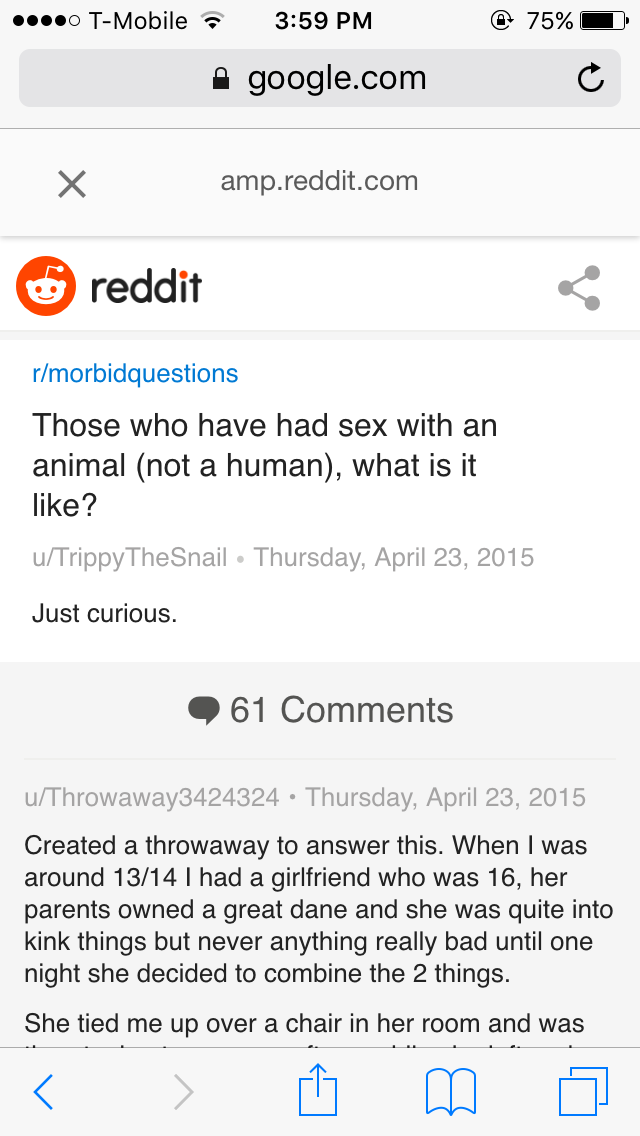 T-Mobile 3:59 PM 75%
google.com
amp.reddit.com
reddit
r/morbidquestions
Those who have had sex with an
animal (not a human), what is it
like?
u/TrippyTheSnail • Thursday, April 23, 2015
Just curious.
61 Comments
u/Throwaway3424324 • Thursday, April 23, 2015
Created a throwaway to answer this. When I was
around 13/14 I had a girlfriend who was 16, her
parents owned a great dane and she was quite into
kink things but never anything really bad until one
night she decided to combine the 2 things.
She tied me up over a chair in her room and was